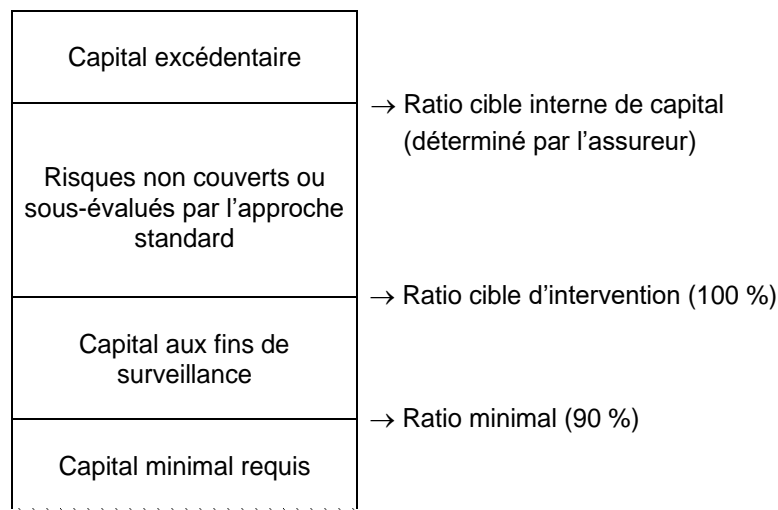 Capital excédentaire
→ Ratio cible interne de capital
(déterminé par l’assureur)
Risques non couverts ou
sous-évalués par l’approche
standard
→ Ratio cible d’intervention (100 %)
Capital aux fins de
surveillance
→ Ratio minimal (90 %)
Capital minimal requis